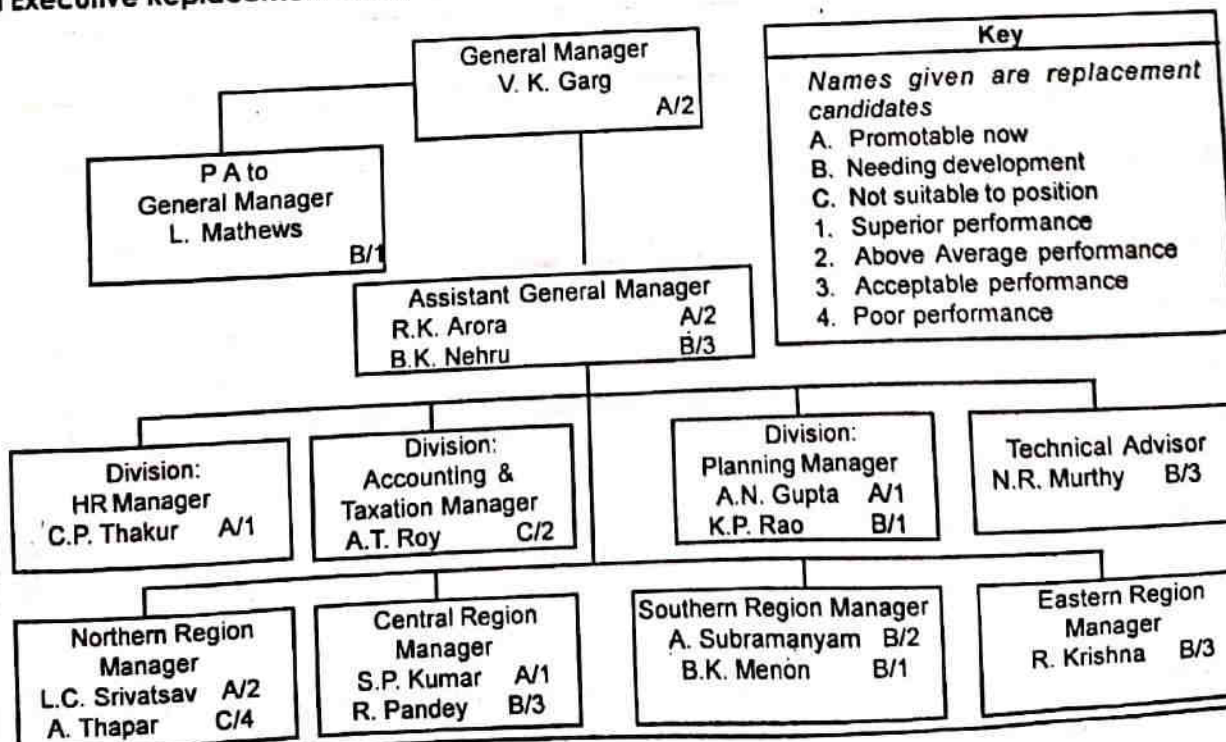 Executive Replacement
General Manager
V. K. Garg
A/2
P A to
General Manager
L. Mathews
B/1
Key
Names given are replacement
candidates
A. Promotable now
B. Needing development
C. Not suitable to position
1. Superior performance
2. Above Average performance
3. Acceptable performance
4. Poor performance
Assistant General Manager
R.K. Arora A/2
B.K. Nehru B/3
Division:
HR Manager
C.P. Thakur A/1
Division:
Accounting &
Taxation Manager
A.T. Roy C/2
Division:
Planning Manager
A.N. Gupta A/1
K.P. Rao B/1
Technical Advisor
N.R. Murthy B/3
Northern Region
Manager
L.C. Srivatsav A/2
A. Thapar C/4
Central Region
Manager
S.P. Kumar A/1
R. Pandey B/3
Southern Region Manager
A. Subramanyam B/2
B.K. Menon B/1
Eastern Region
Manager
R. Krishna B/3